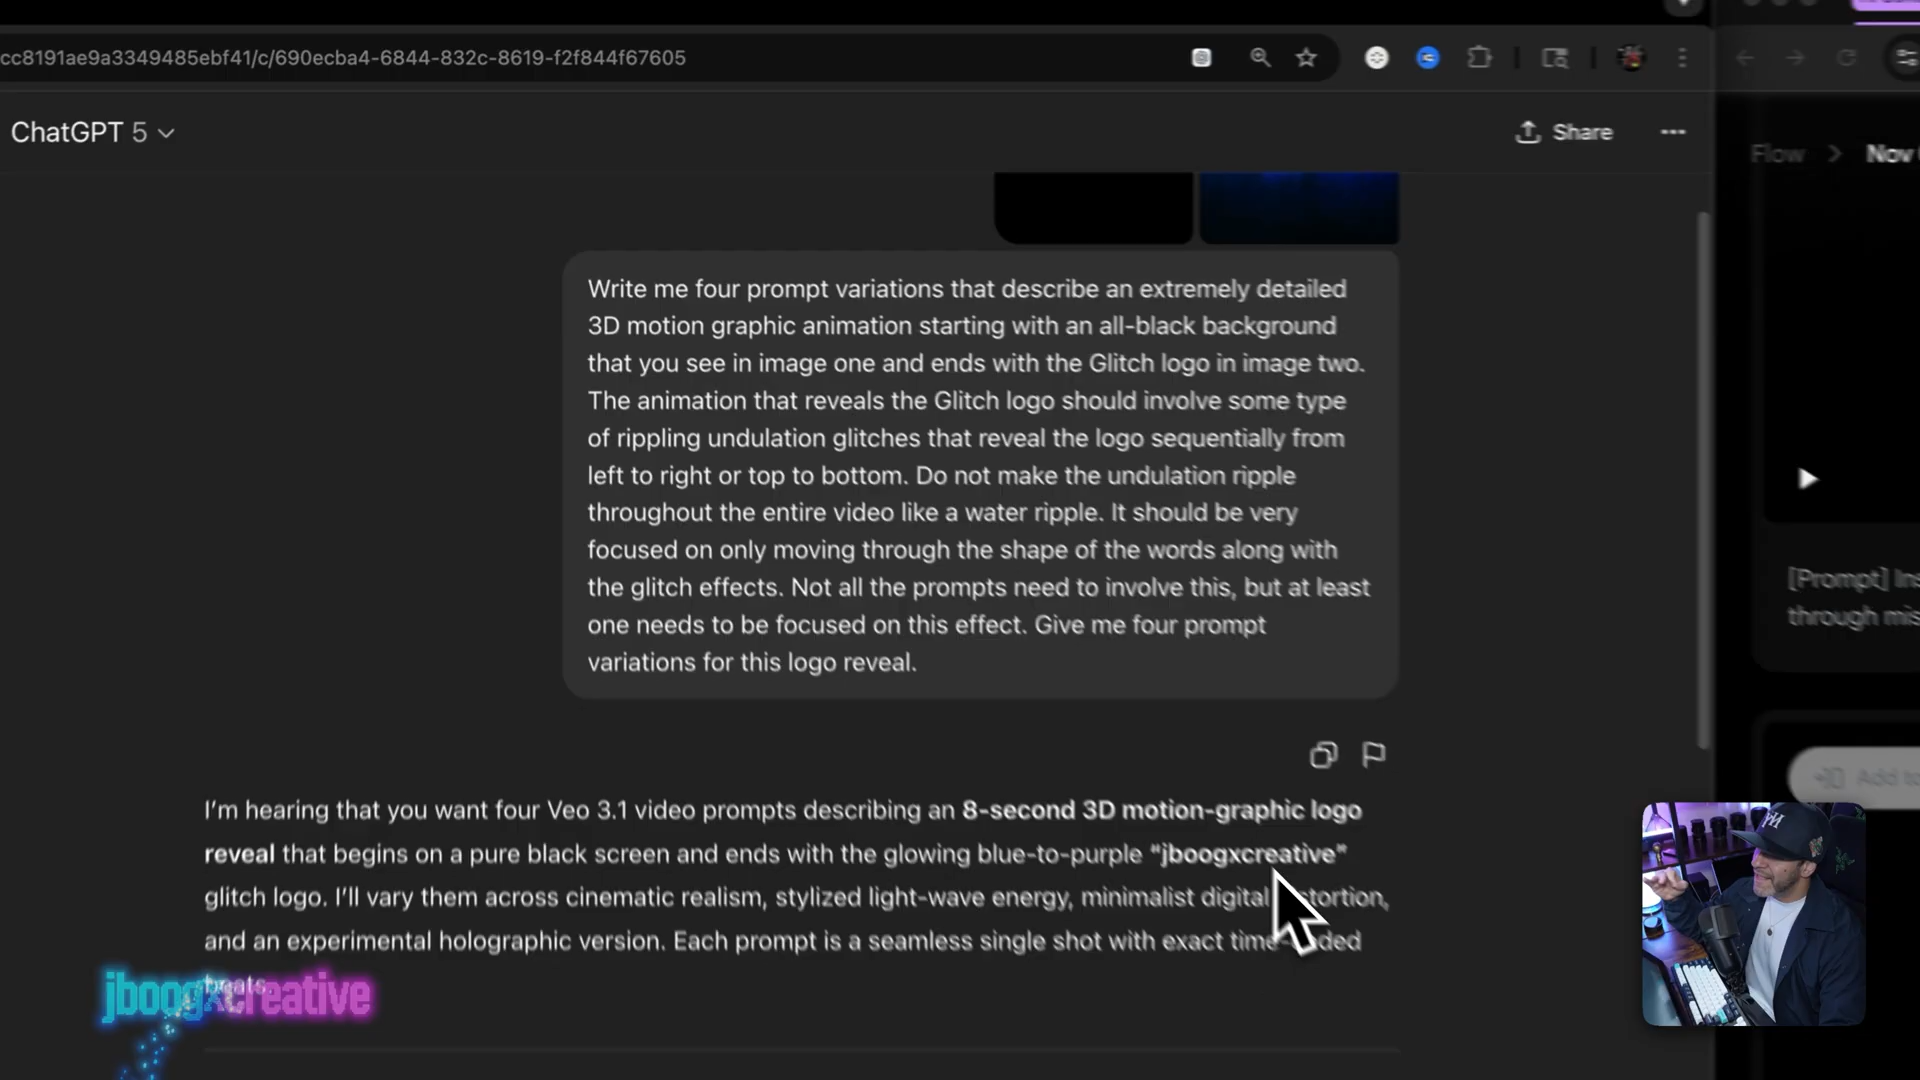 cc8191ae9a3349485ebf41/c/690ecba4-6844-832c-8619-f2f844f67605
ChatGPT 5
Share
Flow > Nov
Write me four prompt variations that describe an extremely detailed
3D motion graphic animation starting with an all-black background
that you see in image one and ends with the Glitch logo in image two.
The animation that reveals the Glitch logo should involve some type
of rippling undulation glitches that reveal the logo sequentially from
left to right or top to bottom. Do not make the undulation ripple
throughout the entire video like a water ripple. It should be very
focused on only moving through the shape of the words along with
the glitch effects. Not all the prompts need to involve this, but at least
one needs to be focused on this effect. Give me four prompt
variations for this logo reveal.
[Prompt]
through
Add
I'm hearing that you want four Veo 3.1 video prompts describing an 8-second 3D motion-graphic logo
reveal that begins on a pure black screen and ends with the glowing blue-to-purple "jboogxcreative"
glitch logo. I'll vary them across cinematic realism, stylized light-wave energy, minimalist digital
and an experimental holographic version. Each prompt is a seamless single shot with exact
beats.
jboogxcreative